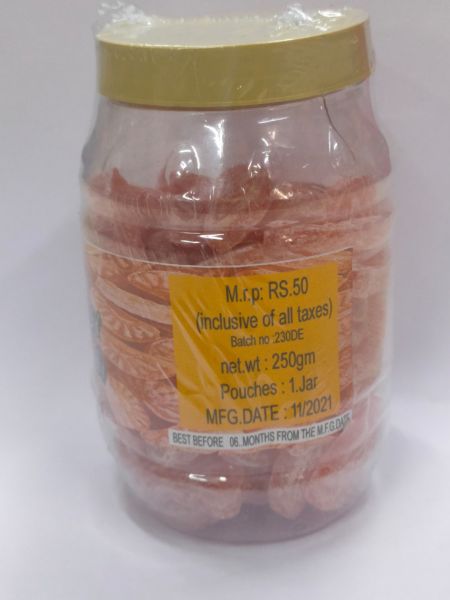 M.r.p: RS.50
(inclusive of all taxes)
Batch no :230DE
net.wt : 250gm
Pouches : 1.Jar
MFG.DATE : 11/2021
BEST BEFORE 06..MONTHS FROM THE M.F.G.DATE